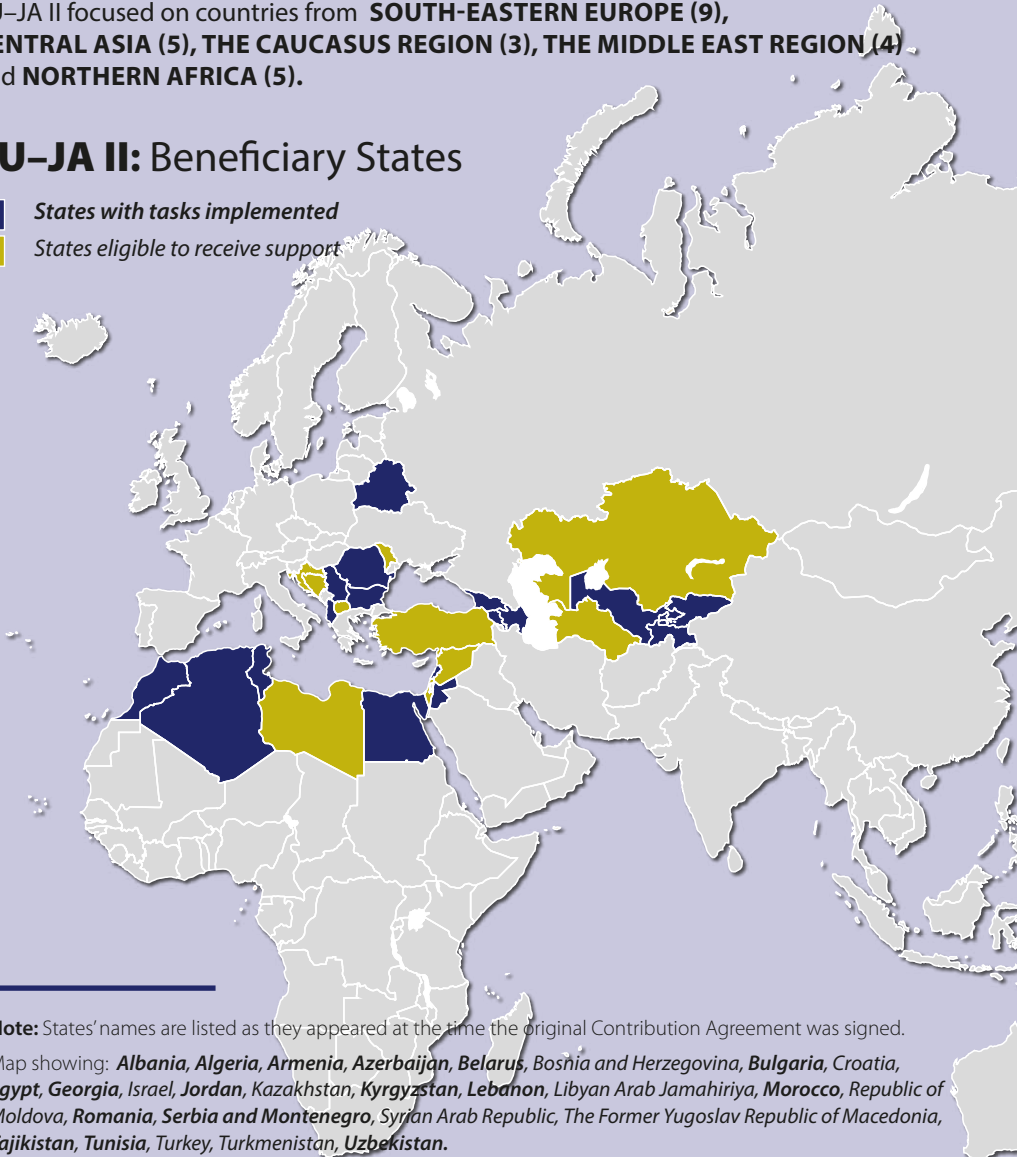 U–JA II focused on countries from SOUTH-EASTERN EUROPE (9),
ENTRAL ASIA (5), THE CAUCASUS REGION (3), THE MIDDLE EAST REGION (4)
d NORTHERN AFRICA (5).
U–JA II: Beneficiary States
States with tasks implemented
States eligible to receive support
lote: States’ names are listed as they appeared at the time the original Contribution Agreement was signed.
Map showing: Albania, Algeria, Armenia, Azerbaijan, Belarus, Bosnia and Herzegovina, Bulgaria, Croatia,
gypt, Georgia, Israel, Jordan, Kazakhstan, Kyrgyzstan, Lebanon, Libyan Arab Jamahiriya, Morocco, Republic of
Moldova, Romania, Serbia and Montenegro, Syrian Arab Republic, The Former Yugoslav Republic of Macedonia,
ajikistan, Tunisia, Turkey, Turkmenistan, Uzbekistan.